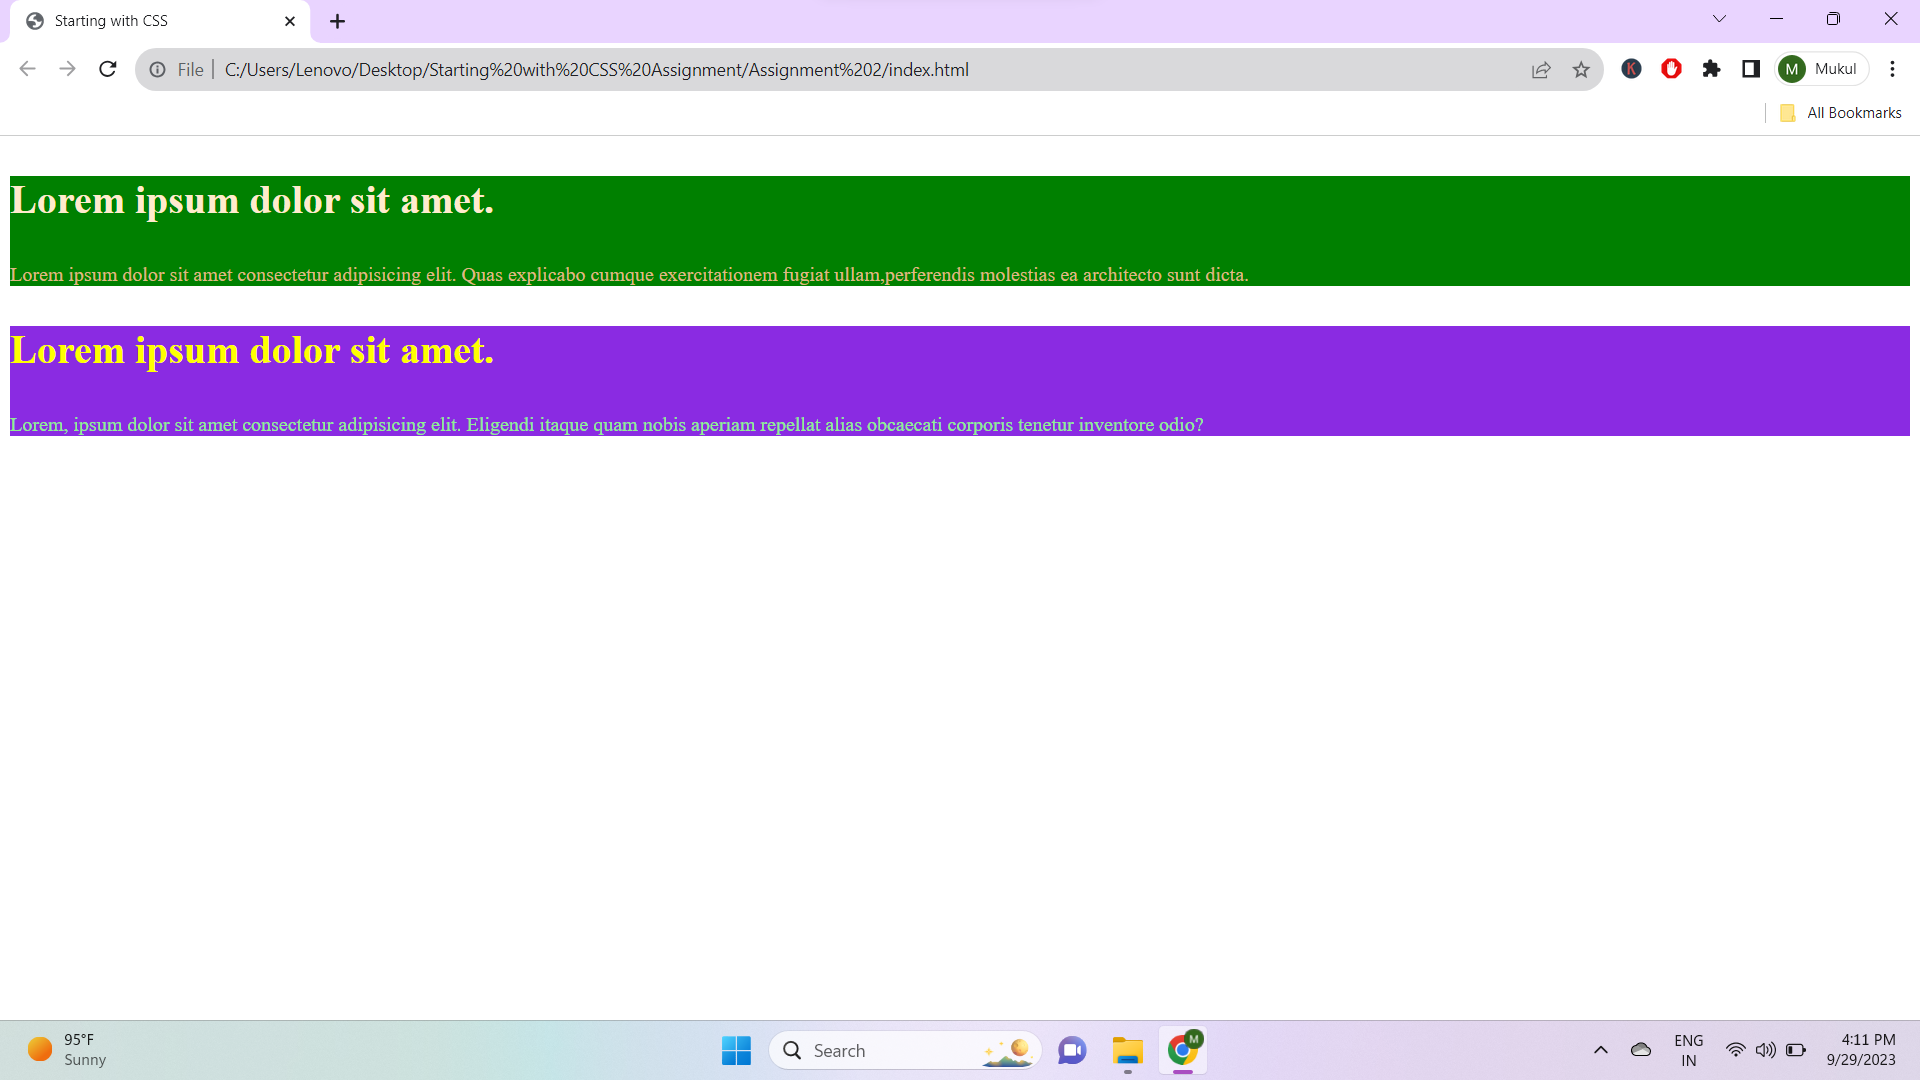 Starting with CSS
File
C:/Users/Lenovo/Desktop/Starting%20with%20CSS%20Assignment/Assignment%202/index.html
K
M Mukul
All Bookmarks
Lorem ipsum dolor sit amet.
Lorem ipsum dolor sit amet consectetur adipisicing elit. Quas explicabo cumque exercitationem fugiat ullam,perferendis molestias ea architecto sunt dicta.
Lorem ipsum dolor sit amet.
Lorem, ipsum dolor sit amet consectetur adipisicing elit. Eligendi itaque quam nobis aperiam repellat alias obcaecati corporis tenetur inventore odio?
95°F
Sunny
Search
M
ENG
IN
4:11 PM
9/29/2023